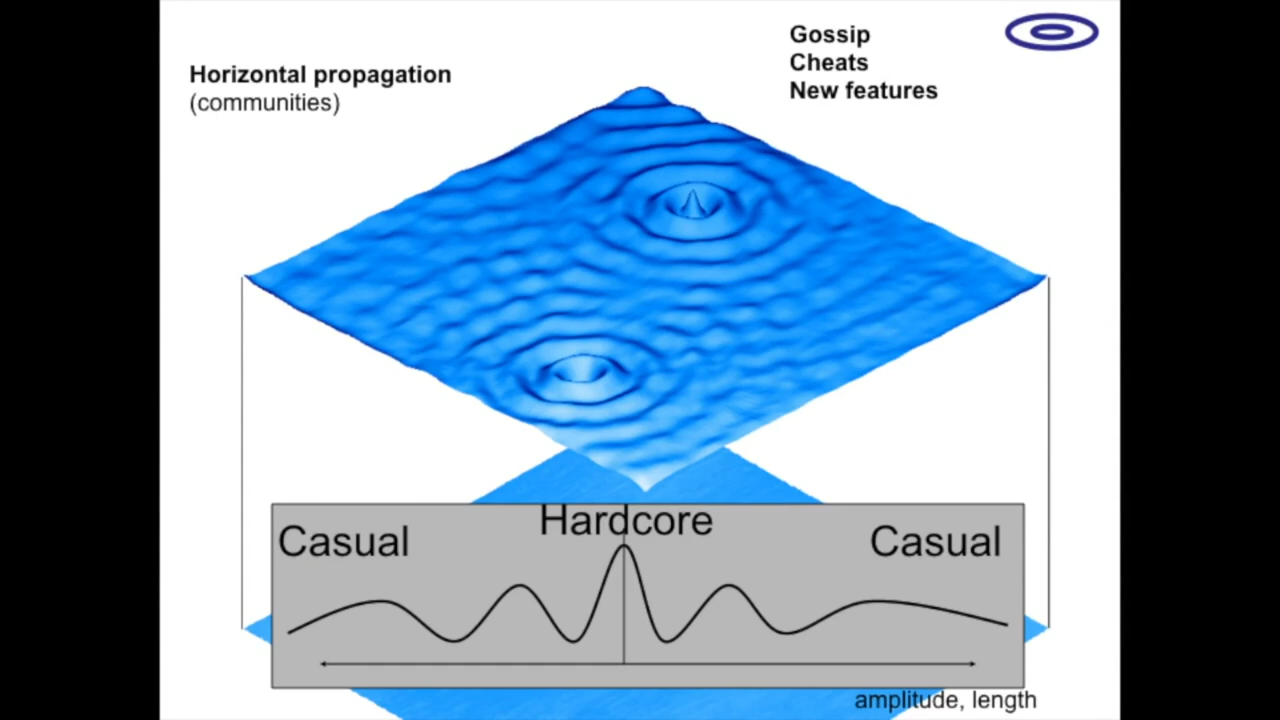 Horizontal propagation
(communities)
Gossip
Cheats
New features
Casual
Hardcore
Casual
amplitude, length